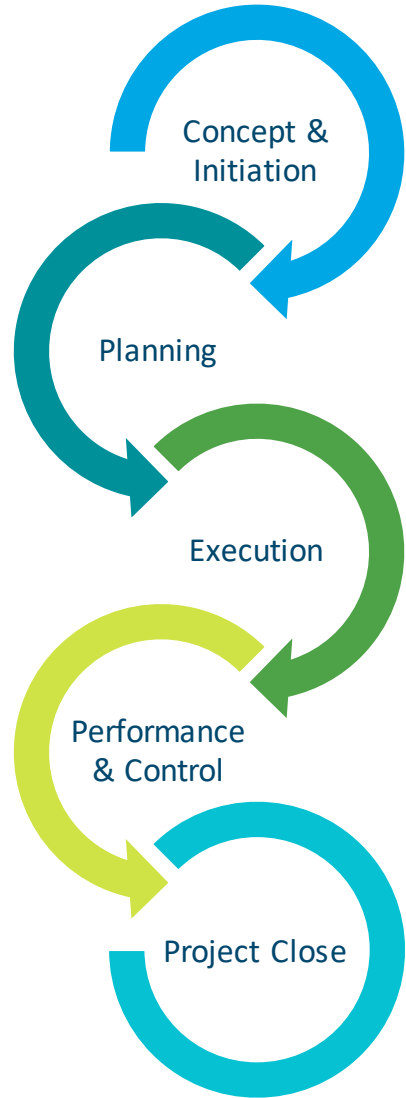 Concept &
Initiation
Planning
Execution
Performance
& Control
Project Close